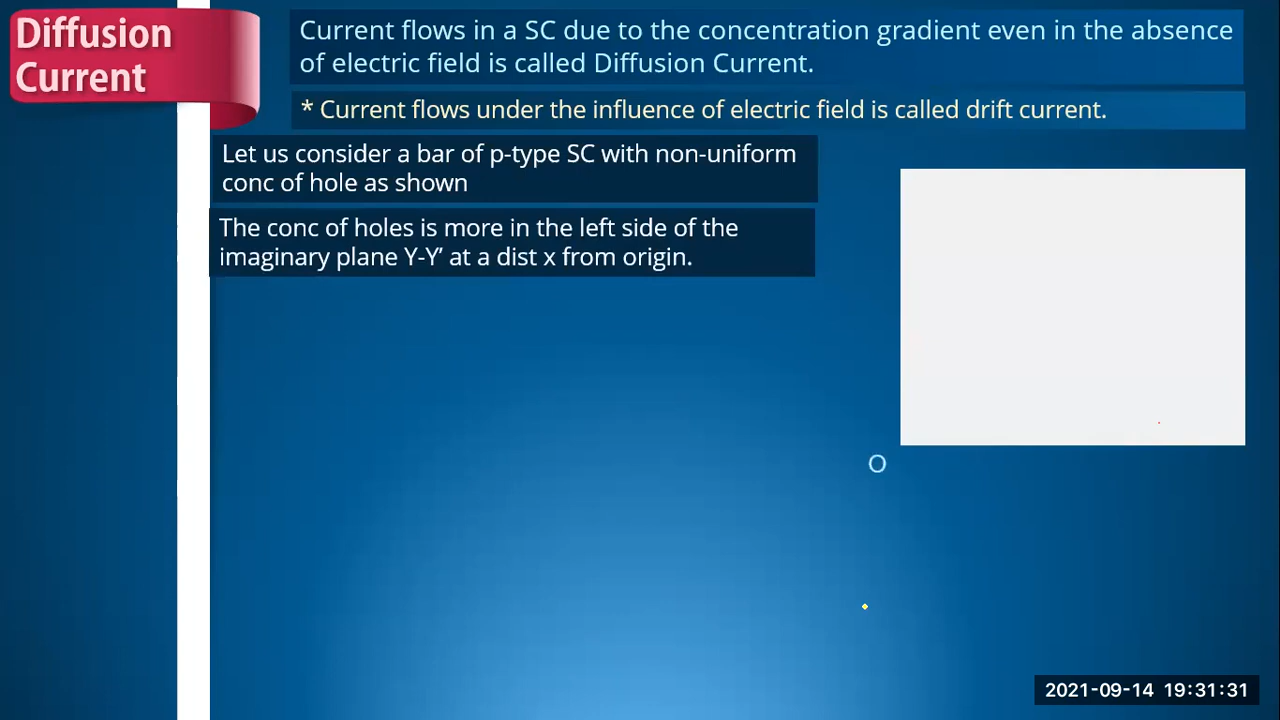 Diffusion
Current
Current flows in a SC due to the concentration gradient even in the absence
of electric field is called Diffusion Current.
* Current flows under the influence of electric field is called drift current.
Let us consider a bar of p-type SC with non-uniform
conc of hole as shown
The conc of holes is more in the left side of the
imaginary plane Y-Y’ at a dist x from origin.
O
2021-09-14 19:31:31